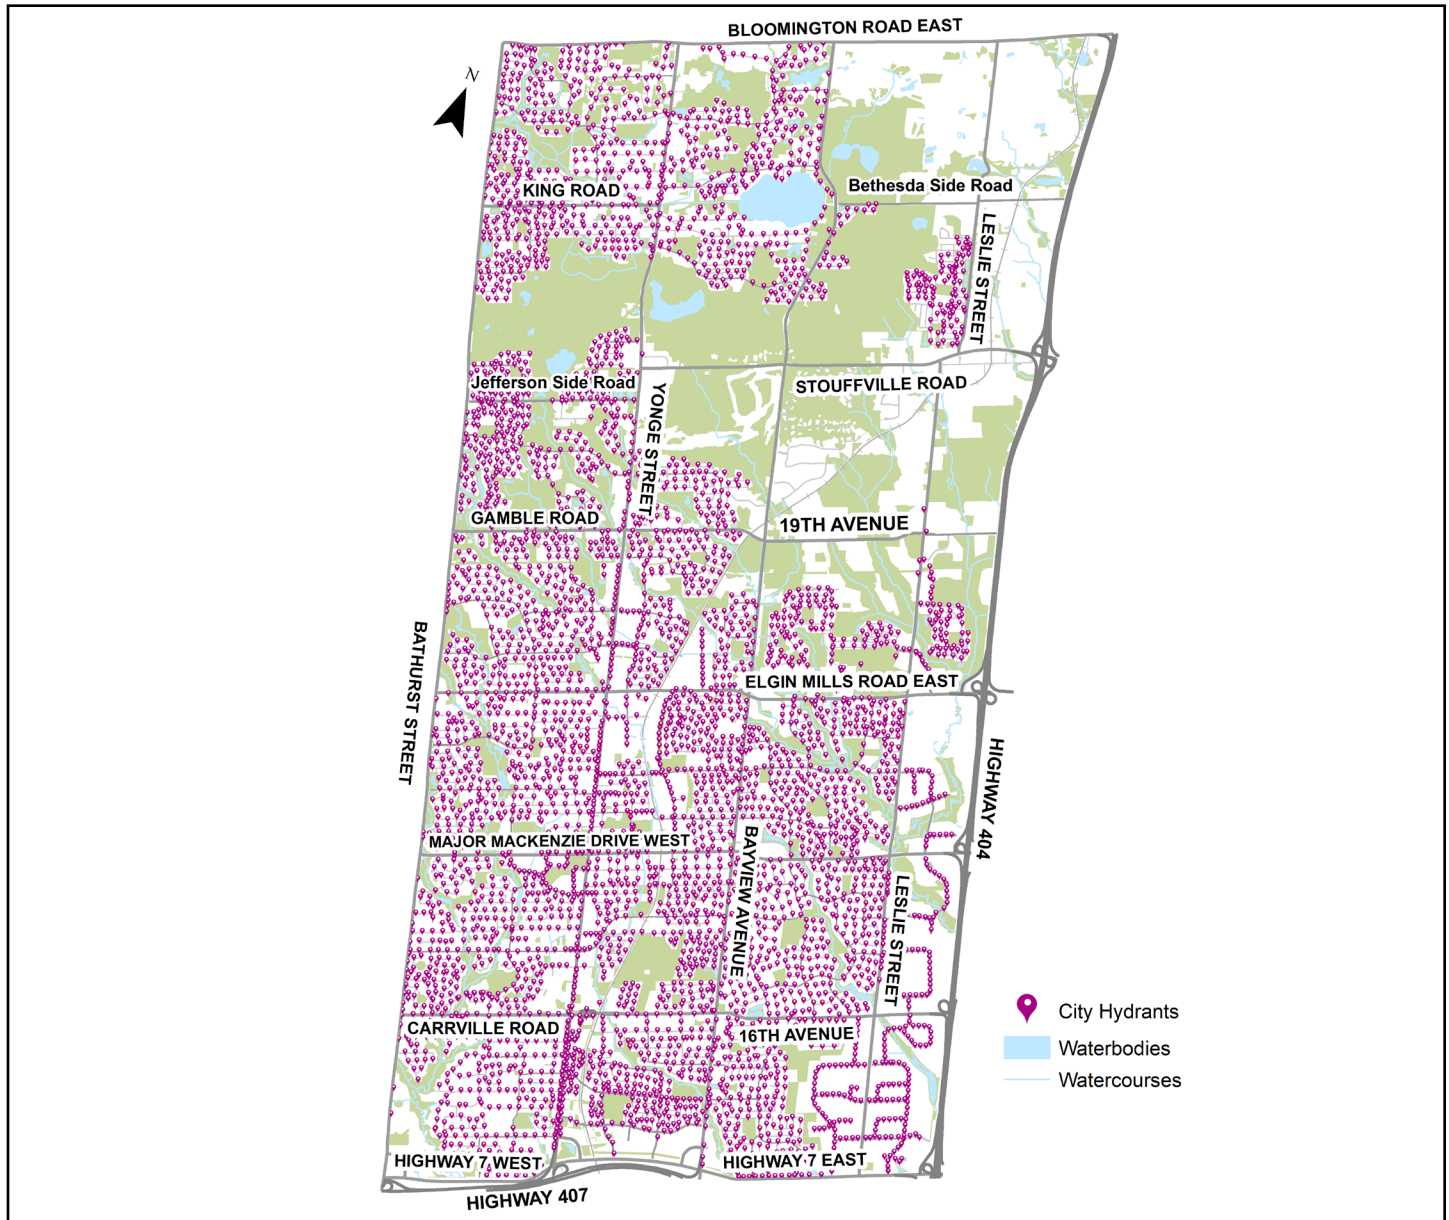 BLOOMINGTON ROAD EAST
N
KING ROAD
Bethesda Side Road
LESLIE STREET
Jefferson Side Road
STOUFFVILLE ROAD
YONGE STREET
GAMBLE ROAD
19TH AVENUE
BATHURST STREET
ELGIN MILLS ROAD EAST
HIGHWAY 404
MAJOR MACKENZIE DRIVE WEST
BAYVIEW AVENUE
LESLIE STREET
City Hydrants
CARRVILLE ROAD
16TH AVENUE
Waterbodies
Watercourses
HIGHWAY 7 WEST
HIGHWAY 7 EAST
HIGHWAY 407